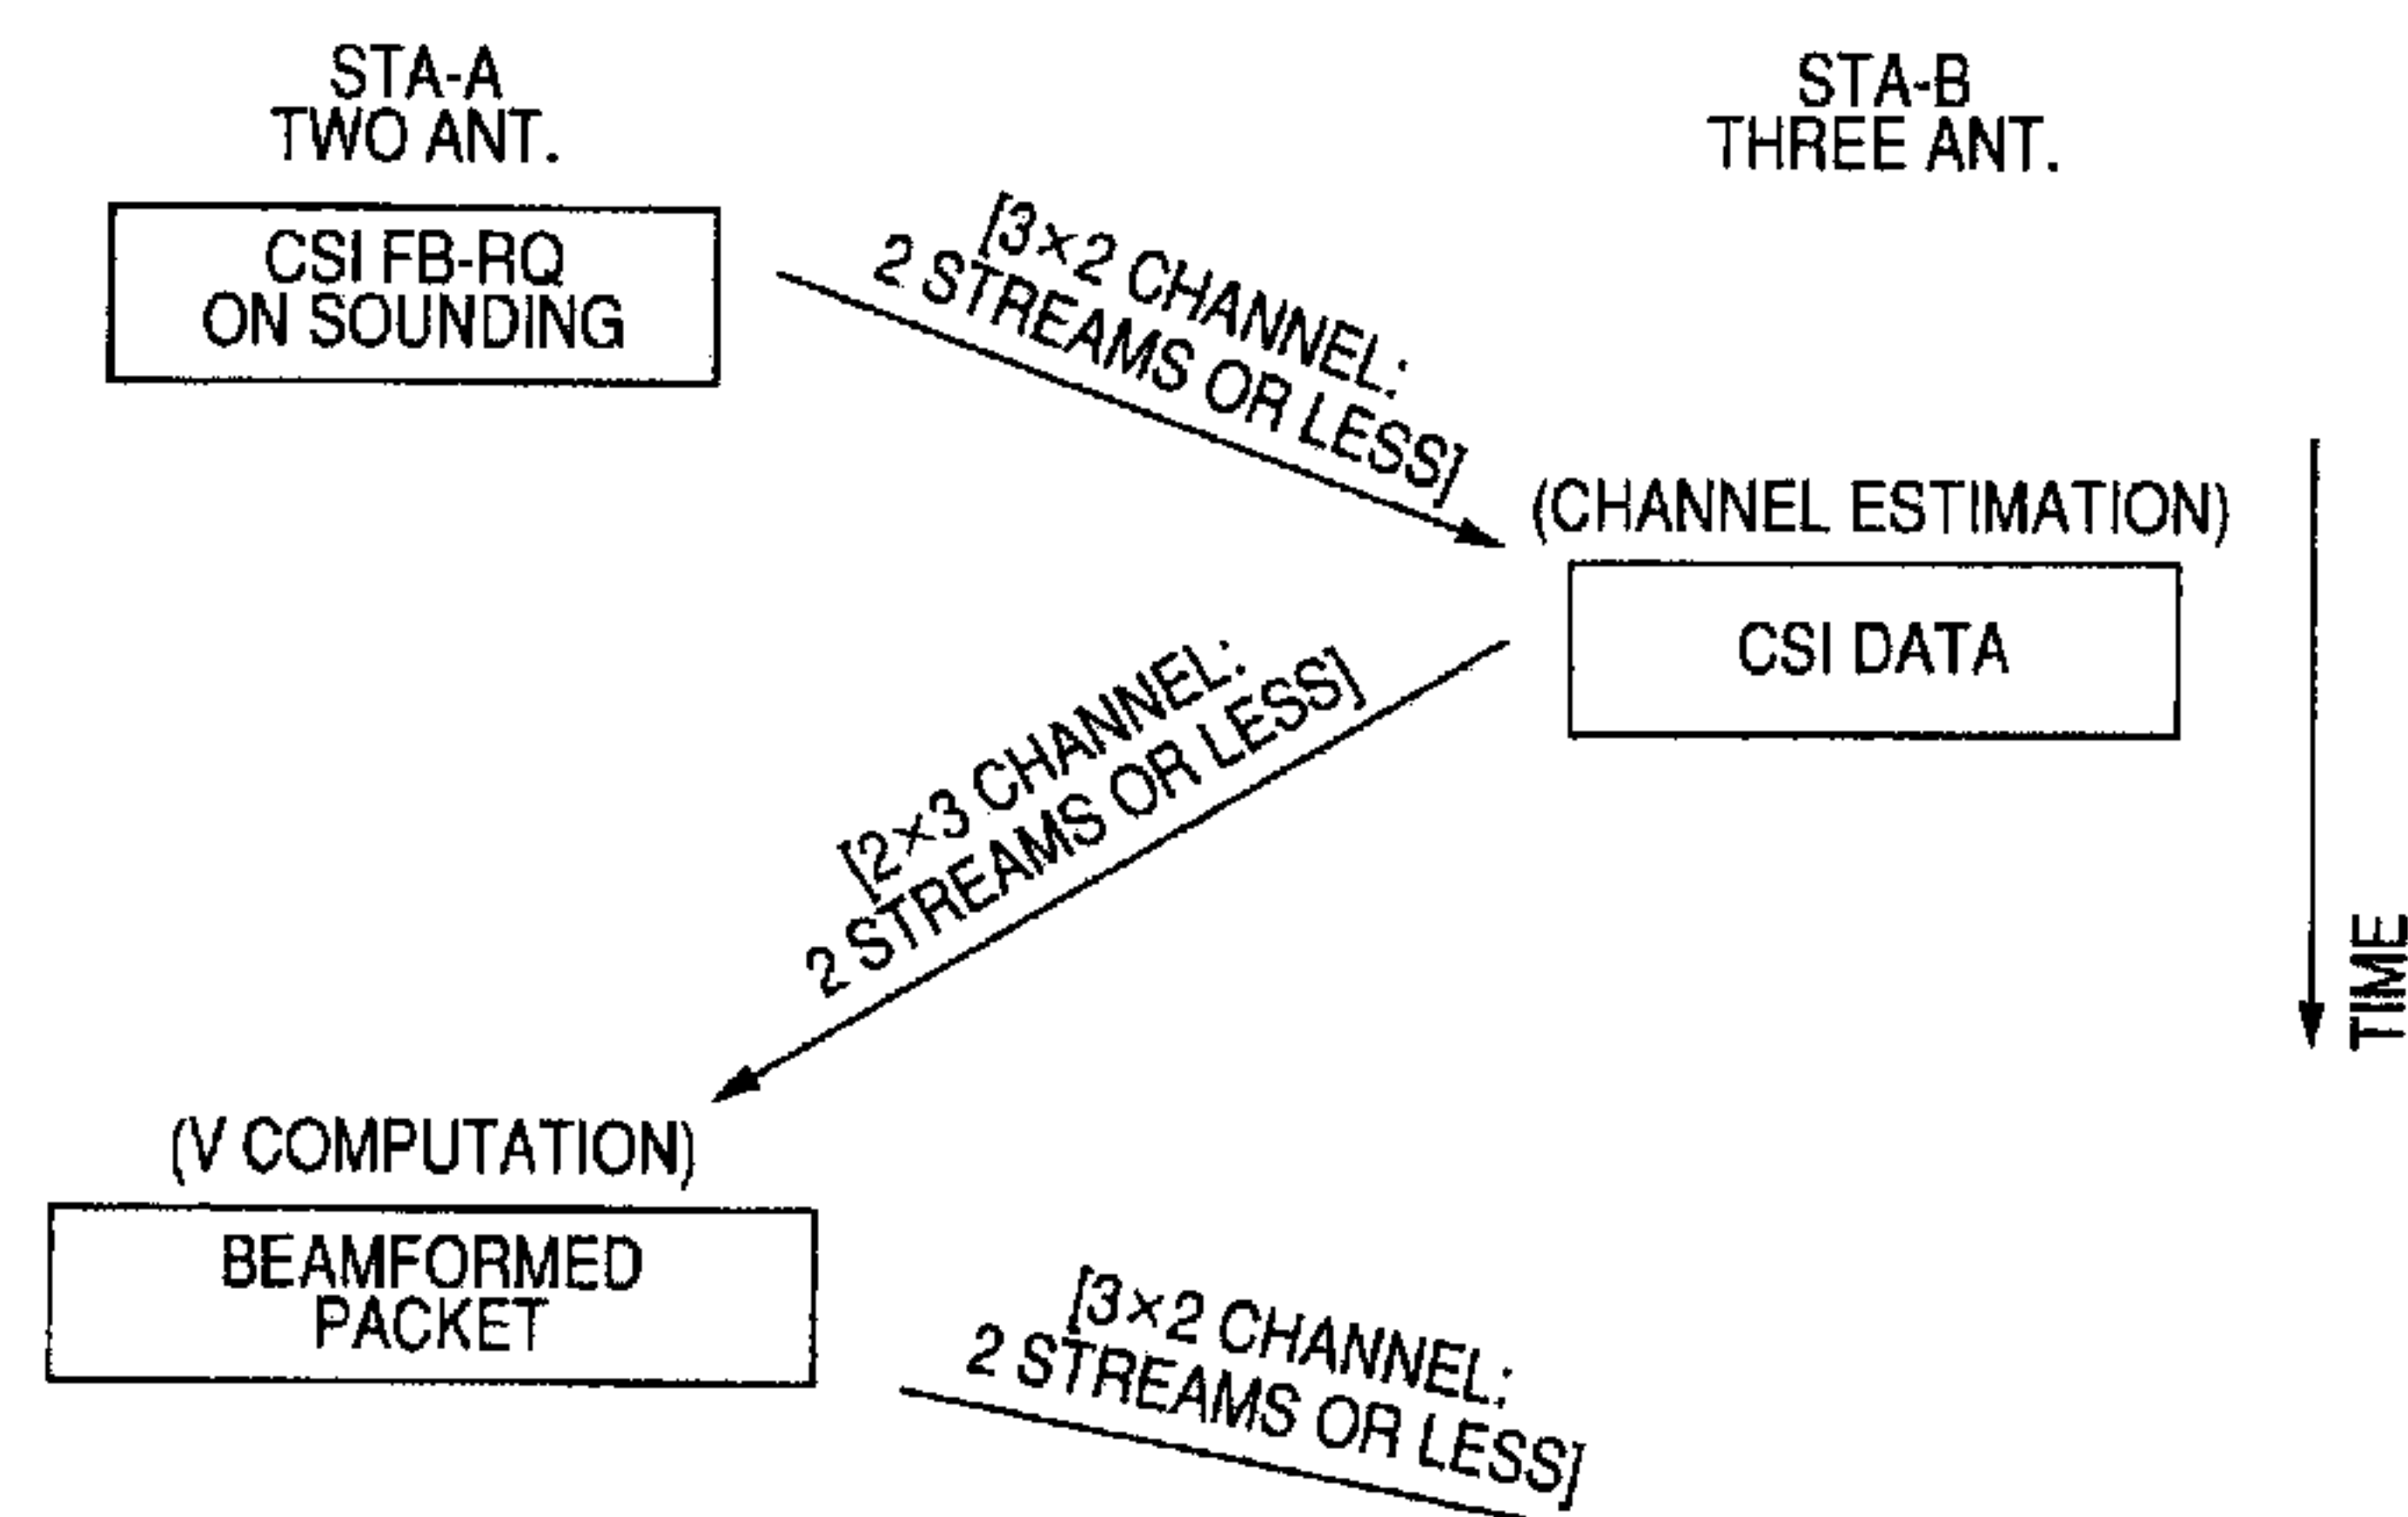 STA-A
TWO ANT.
STA-B
THREE ANT.
CSI FB-RQ
ON SOUNDING
[3×2 CHANNEL:
2 STREAMS OR LESS]
(CHANNEL ESTIMATION)
CSI DATA
[2×3 CHANNEL:
2 STREAMS OR LESS]
TIME
(V COMPUTATION)
BEAMFORMED
PACKET
[3×2 CHANNEL:
2 STREAMS OR LESS]